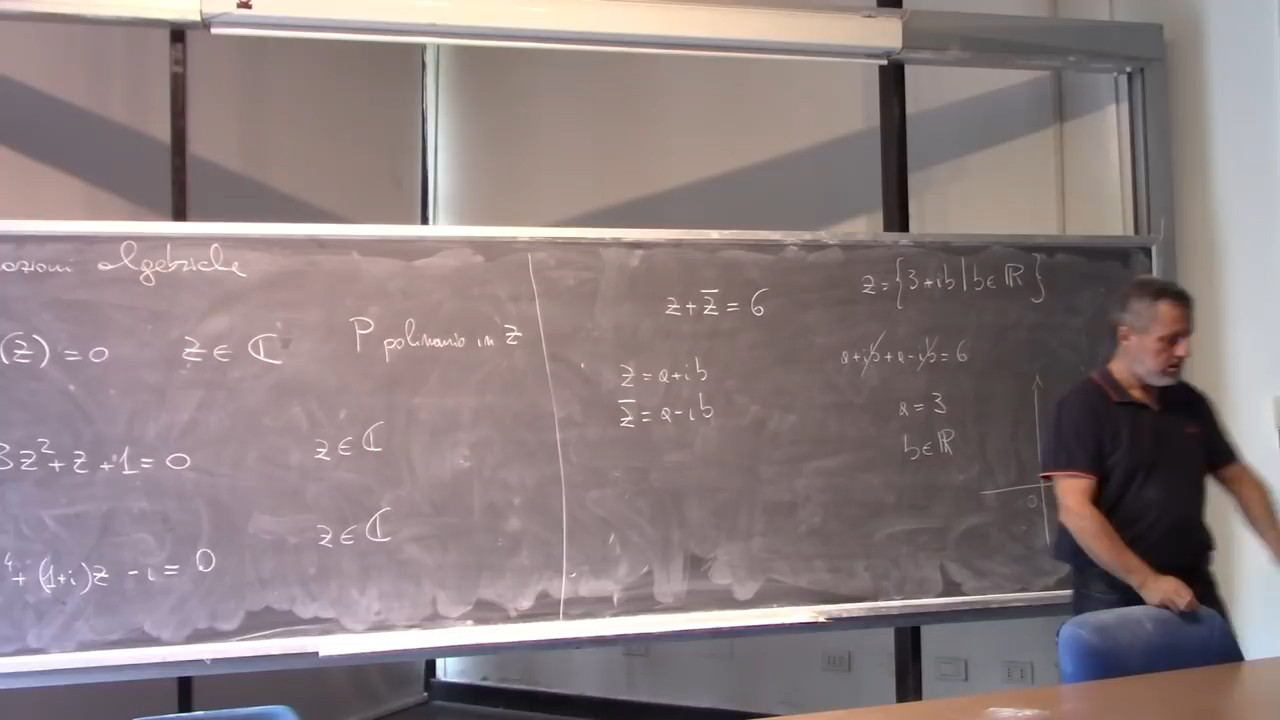 algebriche
(z) = 0 z ∈ ℂ P polinomio in z
3z² + z + 1 = 0 z ∈ ℂ
⁴ + (1+i)z - i = 0 z ∈ ℂ
z + z̅ = 6
z = a + ib
z̅ = a - ib
z = {3 + ib | b ∈ ℝ}
a + ib + a - ib = 6
a = 3
b ∈ ℝ
0